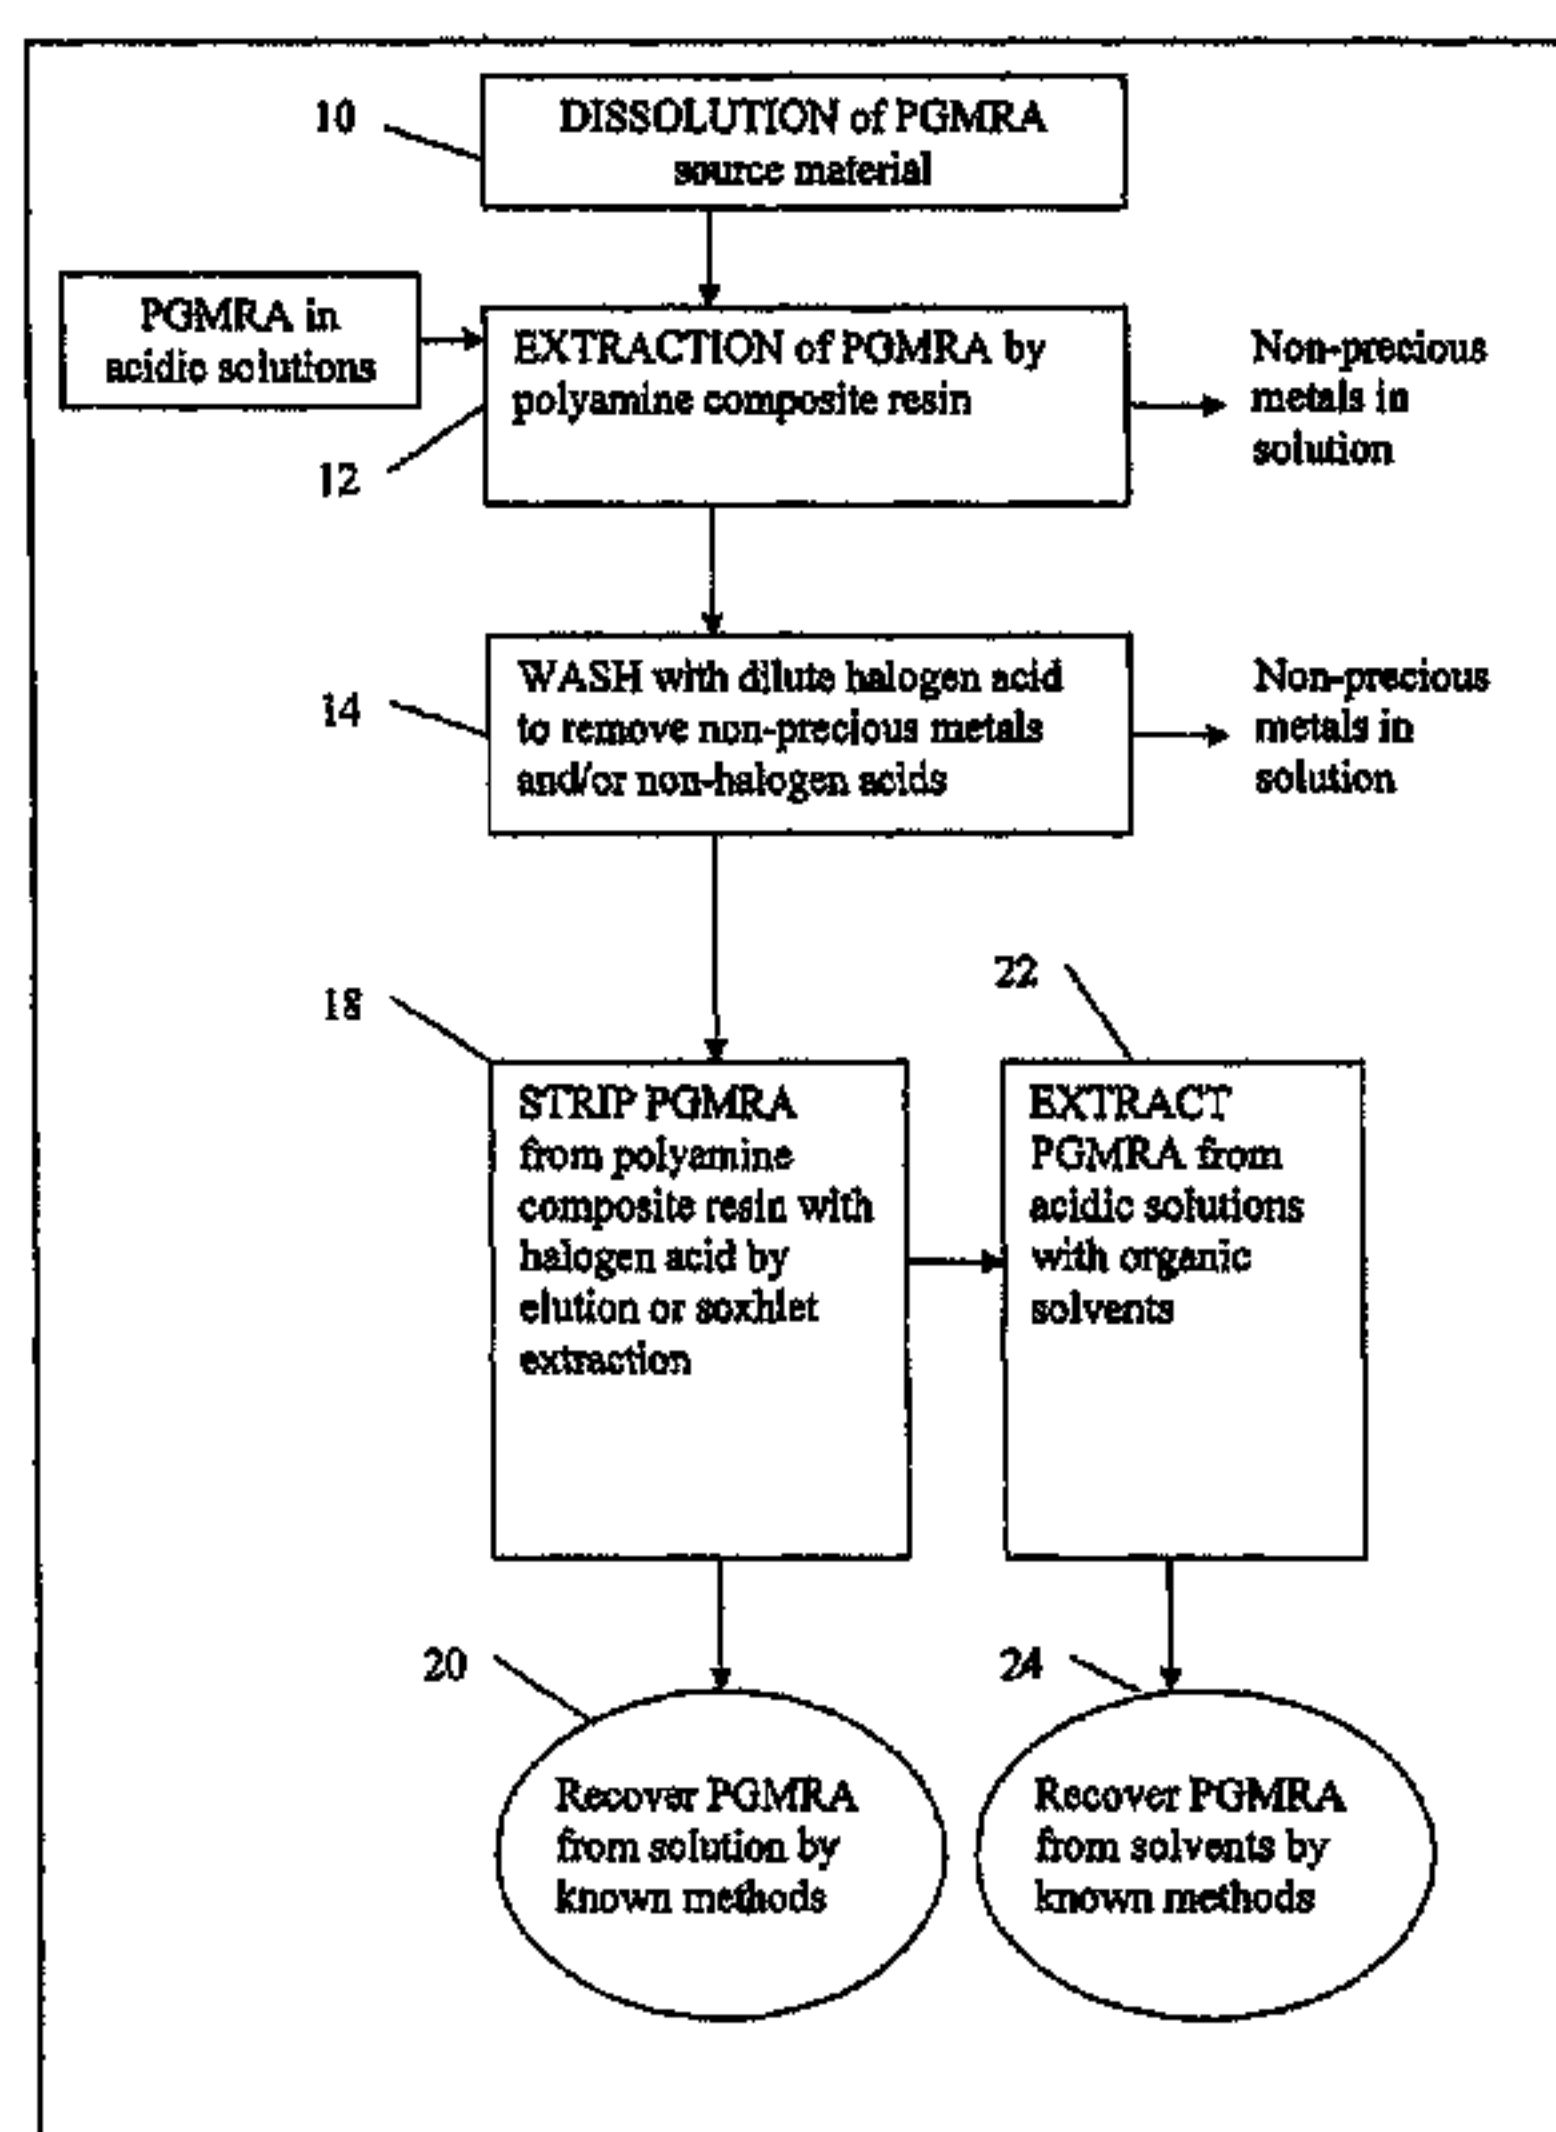 10
DISSOLUTION of PGMRA
source material
PGMRA in
acidic solutions
EXTRACTION of PGMRA by
polyamine composite resin
12
Non-precious
metals in
solution
14
WASH with dilute halogen acid
to remove non-precious metals
and/or non-halogen acids
Non-precious
metals in
solution
18
STRIP PGMRA
from polyamine
composite resin with
halogen acid by
elution or soxhlet
extraction
22
EXTRACT
PGMRA from
acidic solutions
with organic
solvents
20
Recover PGMRA
from solution by
known methods
24
Recover PGMRA
from solvents by
known methods